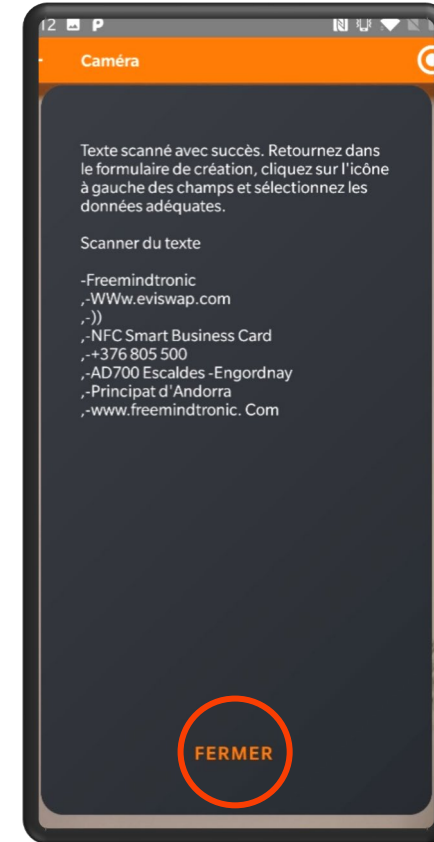 12
Caméra
Texte scanné avec succès. Retournez dans
le formulaire de création, cliquez sur l'icône
à gauche des champs et sélectionnez les
données adéquates.
Scanner du texte
-Freemindtronic
,-WWw.eviswap.com
,-))
,-NFC Smart Business Card
,-+376 805 500
,-AD700 Escaldes -Engordnay
,-Principat d'Andorra
,-www.freemindtronic. Com
FERMER